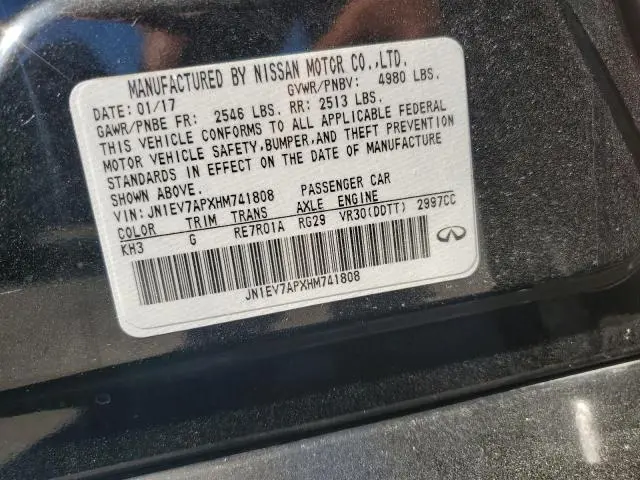 MANUFACTURED BY NISSAN MOTOR CO.,LTD.
DATE: 01/17 GVWR/PNBV: 4980 LBS.
GAWR/PNBE FR: 2546 LBS. RR: 2513 LBS.
THIS VEHICLE CONFORMS TO ALL APPLICABLE FEDERAL
MOTOR VEHICLE SAFETY,BUMPER,AND THEFT PREVENTION
STANDARDS IN EFFECT ON THE DATE OF MANUFACTURE
SHOWN ABOVE.
VIN: JN1EV7APXHM741808 PASSENGER CAR
COLOR TRIM TRANS AXLE ENGINE
KH3 G RE7R01A RG29 VR30(DDTT) 2997CC
JN1EV7APXHM741808